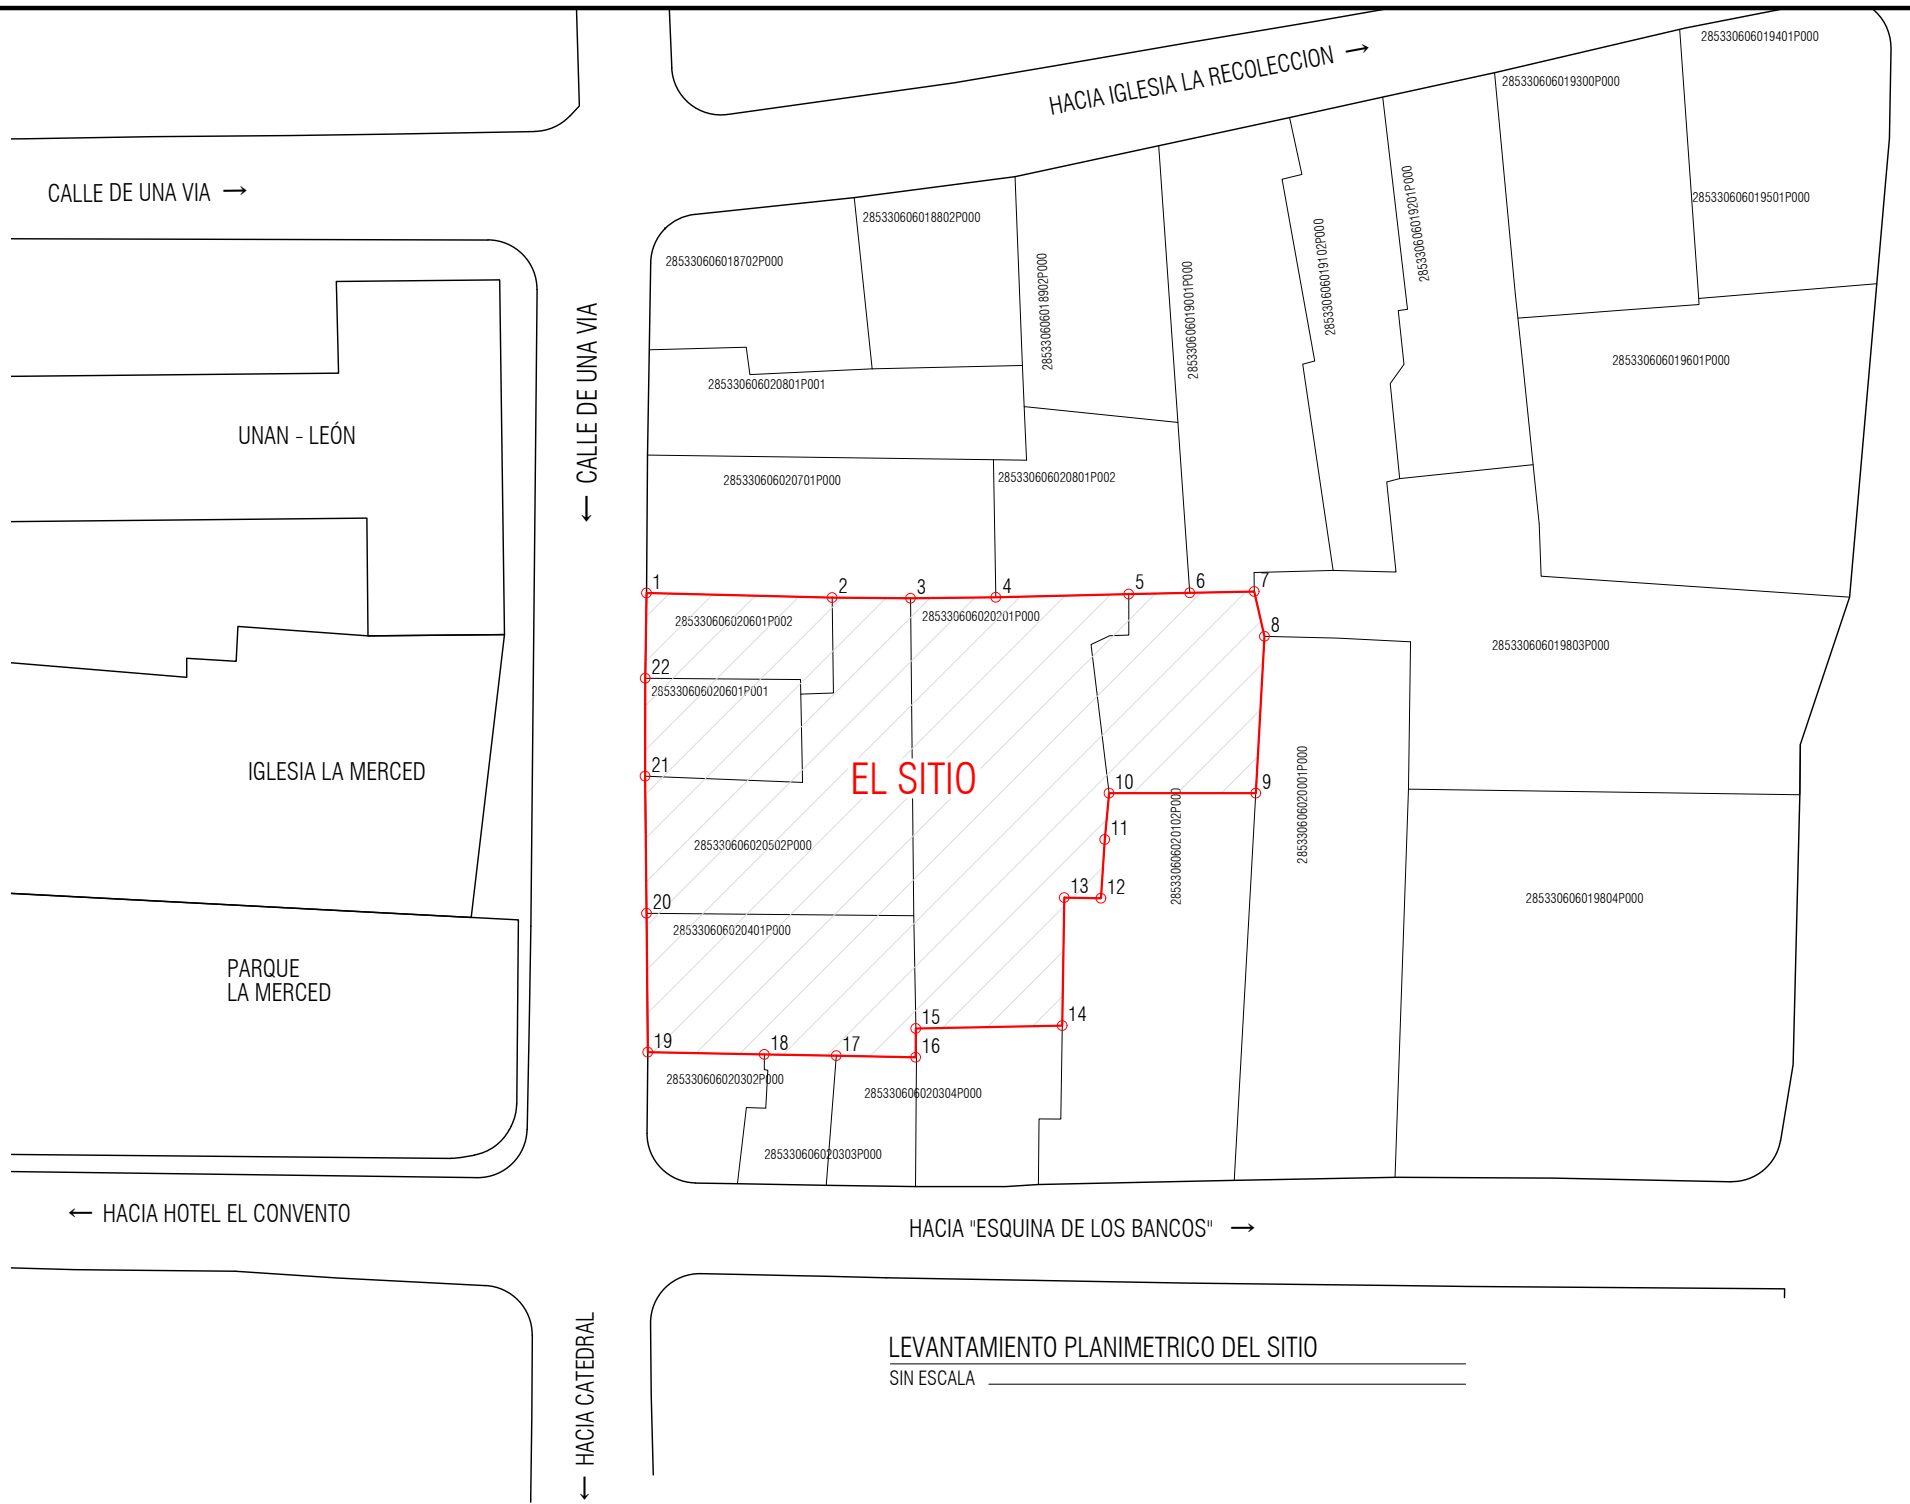 285330606019401P000
HACIA IGLESIA LA RECOLECCION →
285330606019300P000
CALLE DE UNA VIA →
285330606019501P000
285330606018802P000
285330606019201P000
285330606018702P000
285330606019102P000
285330606018902P000
285330606019001P000
← CALLE DE UNA VIA
285330606019601P000
285330606020801P001
UNAN - LEÓN
285330606020701P000
285330606020801P002
1
2
3
4
5
6
7
285330606020601P002
285330606020201P000
8
285330606019803P000
22
285330606020601P001
21
EL SITIO
IGLESIA LA MERCED
10
9
285330606020102P000
285330606020001P000
11
285330606020502P000
13
12
285330606019804P000
20
285330606020401P000
PARQUE
LA MERCED
15
14
19
18
17
16
285330606020302P000
285330606020304P000
285330606020303P000
← HACIA HOTEL EL CONVENTO
HACIA "ESQUINA DE LOS BANCOS" →
← HACIA CATEDRAL
LEVANTAMIENTO PLANIMETRICO DEL SITIO
SIN ESCALA